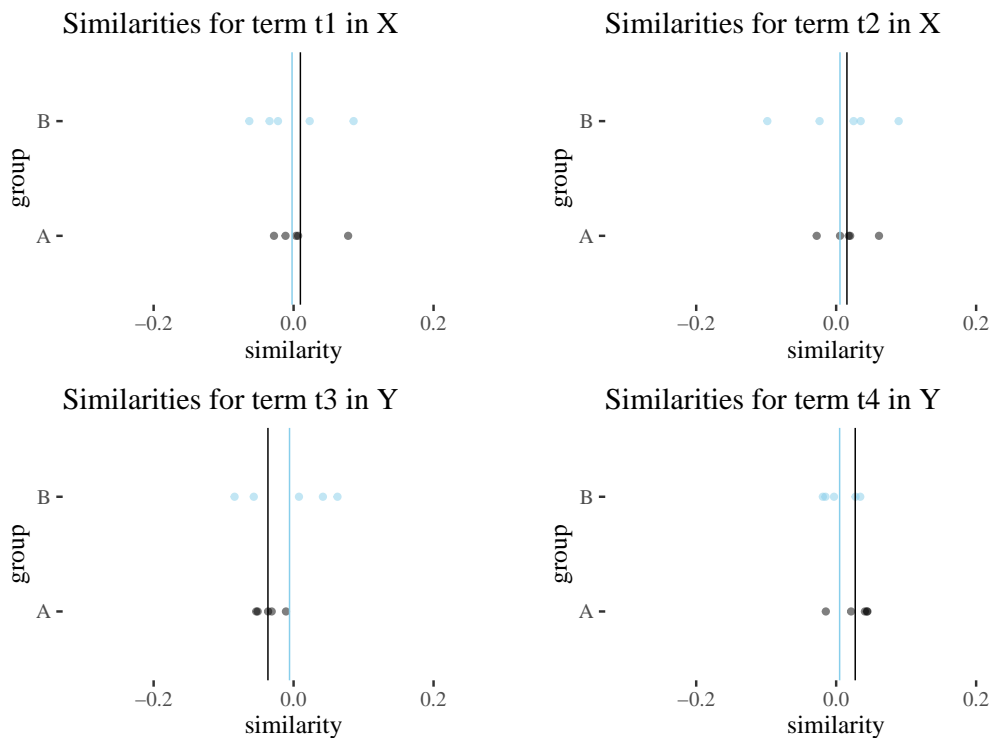 Similarities for term t1 in X
B
A
group
−0.2 0.0 0.2
similarity
Similarities for term t2 in X
B
A
group
−0.2 0.0 0.2
similarity
Similarities for term t3 in Y
B
A
group
−0.2 0.0 0.2
similarity
Similarities for term t4 in Y
B
A
group
−0.2 0.0 0.2
similarity